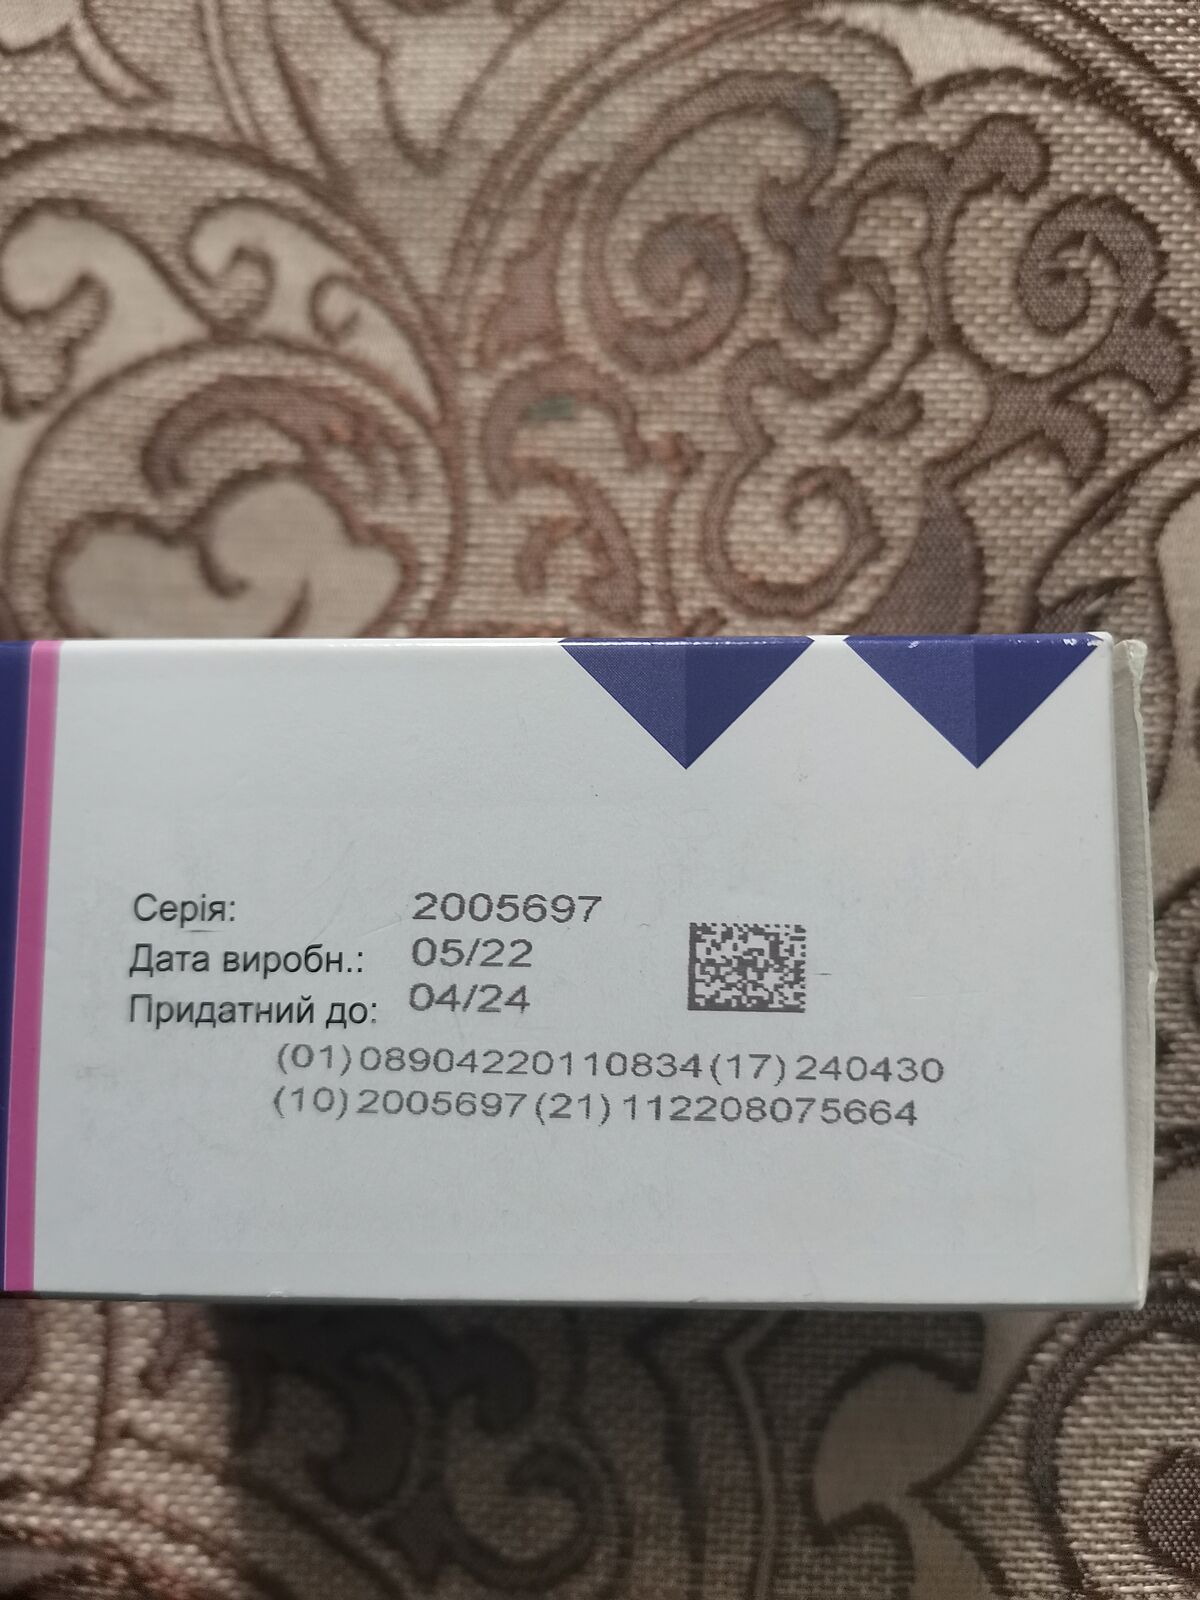 Серія: 2005697
Дата виробн.: 05/22
Придатний до: 04/24
(01)08904220110834(17)240430
(10)2005697(21)112208075664